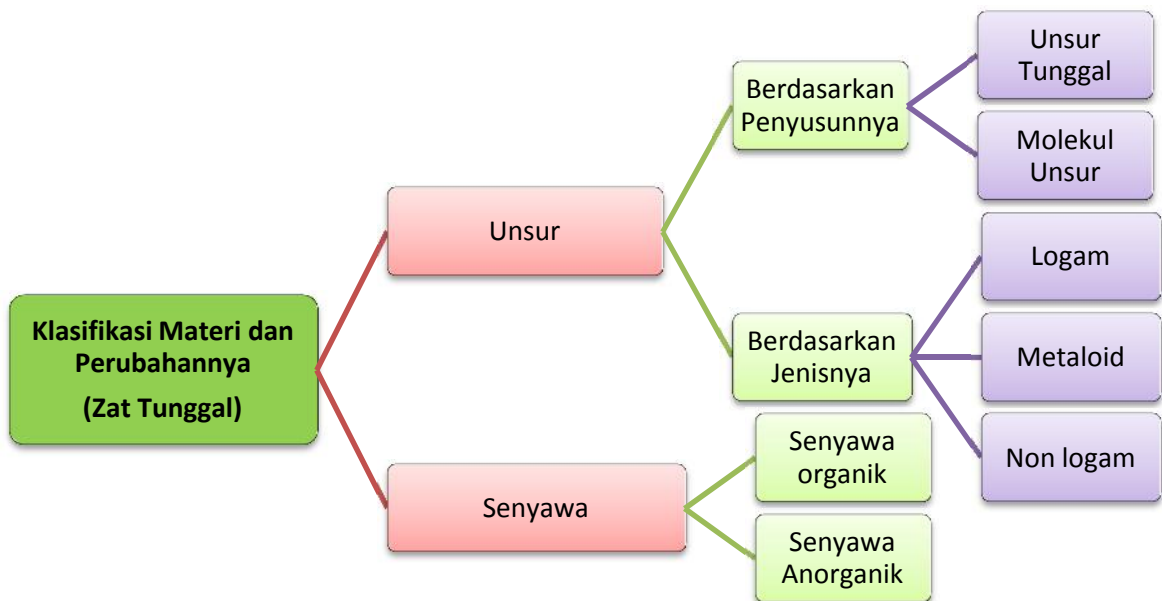 Klasifikasi Materi dan
Perubahannya
(Zat Tunggal)
Unsur
Berdasarkan
Penyusunnya
Unsur
Tunggal
Molekul
Unsur
Berdasarkan
Jenisnya
Logam
Metaloid
Non logam
Senyawa
Senyawa
organik
Senyawa
Anorganik